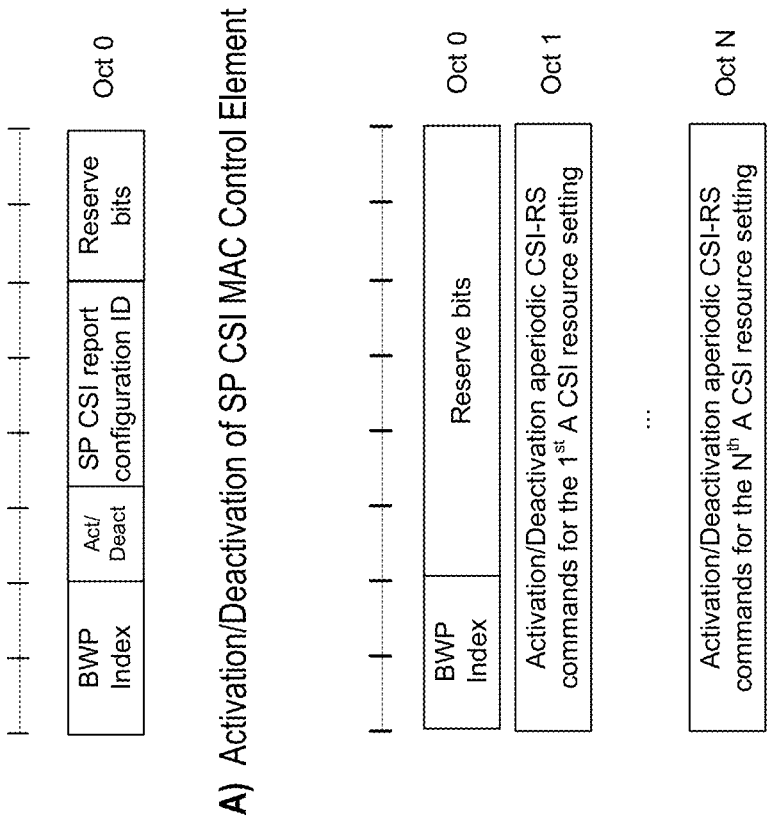 BWP
Index
Act/
Deact
SP CSI report
configuration ID
Reserve
bits
Oct 0
A) Activation/Deactivation of SP CSI MAC Control Element
BWP
Index
Reserve bits
Oct 0
Activation/Deactivation aperiodic CSI-RS
commands for the 1st A CSI resource setting
Oct 1
...
Activation/Deactivation aperiodic CSI-RS
commands for the Nth A CSI resource setting
Oct N